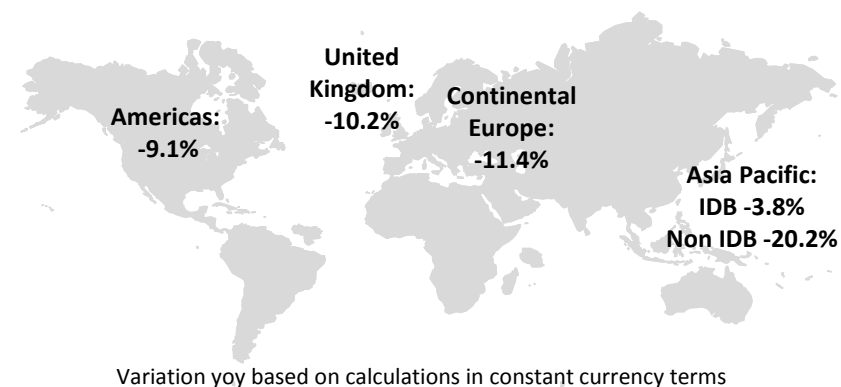 Americas:
-9.1%
United
Kingdom:
-10.2%
Continental
Europe:
-11.4%
Asia Pacific:
IDB -3.8%
Non IDB -20.2%
Variation yoy based on calculations in constant currency terms